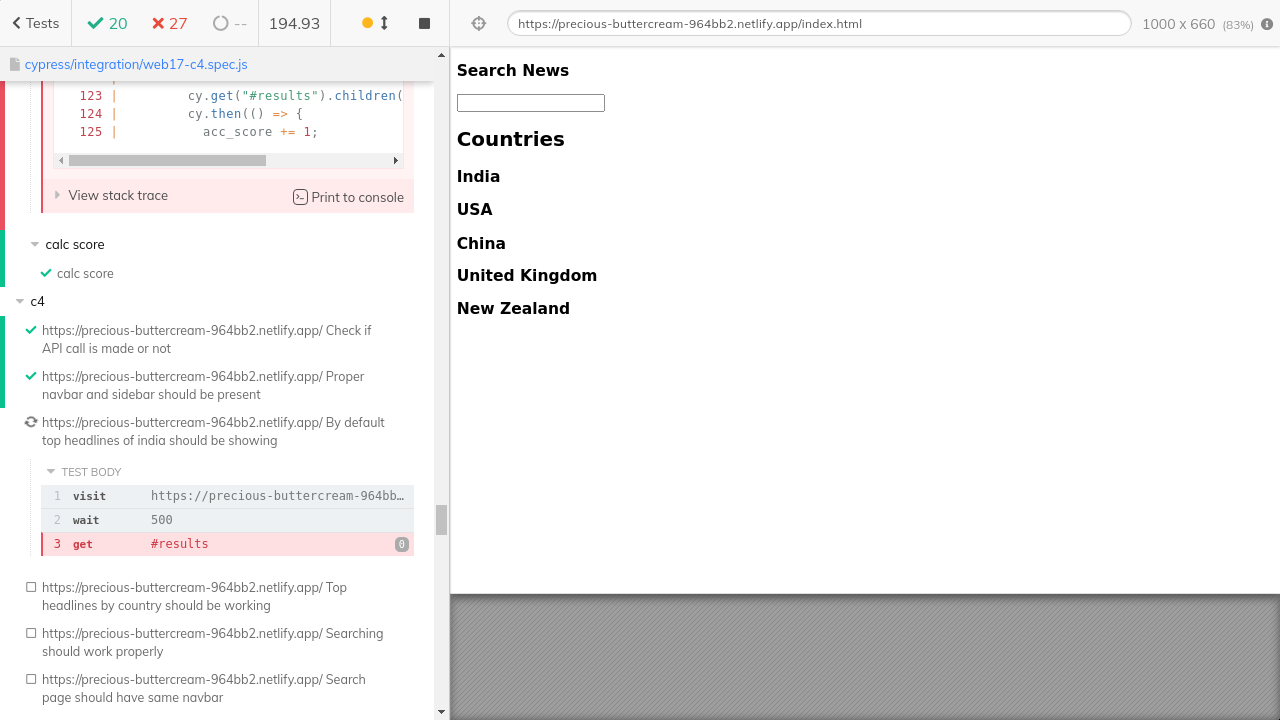 Tests 20 27 -- 194.93 https://precious-buttercream-964bb2.netlify.app/index.html 1000 x 660 (83%)
cypress/integration/web17-c4.spec.js
123 | cy.get("#results").children(
124 | cy.then(() => {
125 | acc_score += 1;
View stack trace Print to console
calc score
calc score
c4
https://precious-buttercream-964bb2.netlify.app/ Check if
API call is made or not
https://precious-buttercream-964bb2.netlify.app/ Proper
navbar and sidebar should be present
https://precious-buttercream-964bb2.netlify.app/ By default
top headlines of india should be showing
TEST BODY
1 visit https://precious-buttercream-964bb…
2 wait 500
3 get #results 0
https://precious-buttercream-964bb2.netlify.app/ Top
headlines by country should be working
https://precious-buttercream-964bb2.netlify.app/ Searching
should work properly
https://precious-buttercream-964bb2.netlify.app/ Search
page should have same navbar
Search News
Countries
India
USA
China
United Kingdom
New Zealand